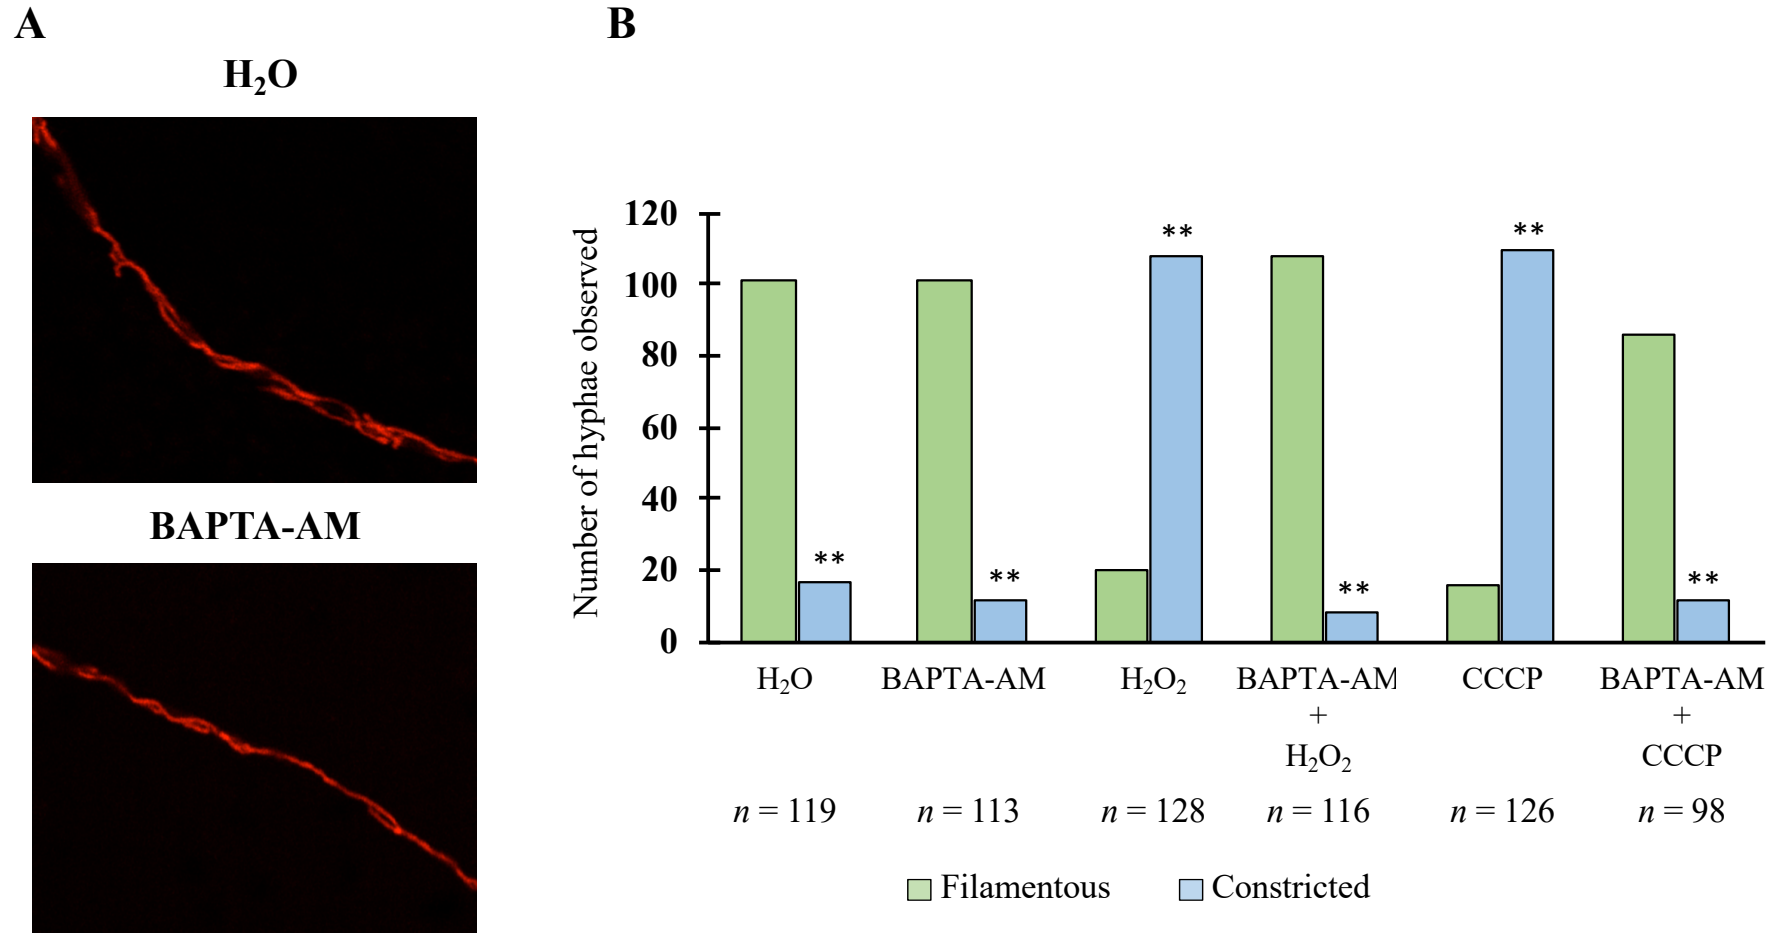 A
B
H₂O
BAPTA-AM
Number of hyphae observed
120
100
80
60
40
20
0
** ** ** ** ** **
H₂O BAPTA-AM H₂O₂ BAPTA-AM CCCP BAPTA-AM
+ +
H₂O₂ CCCP
n = 119 n = 113 n = 128 n = 116 n = 126 n = 98
Filamentous Constricted